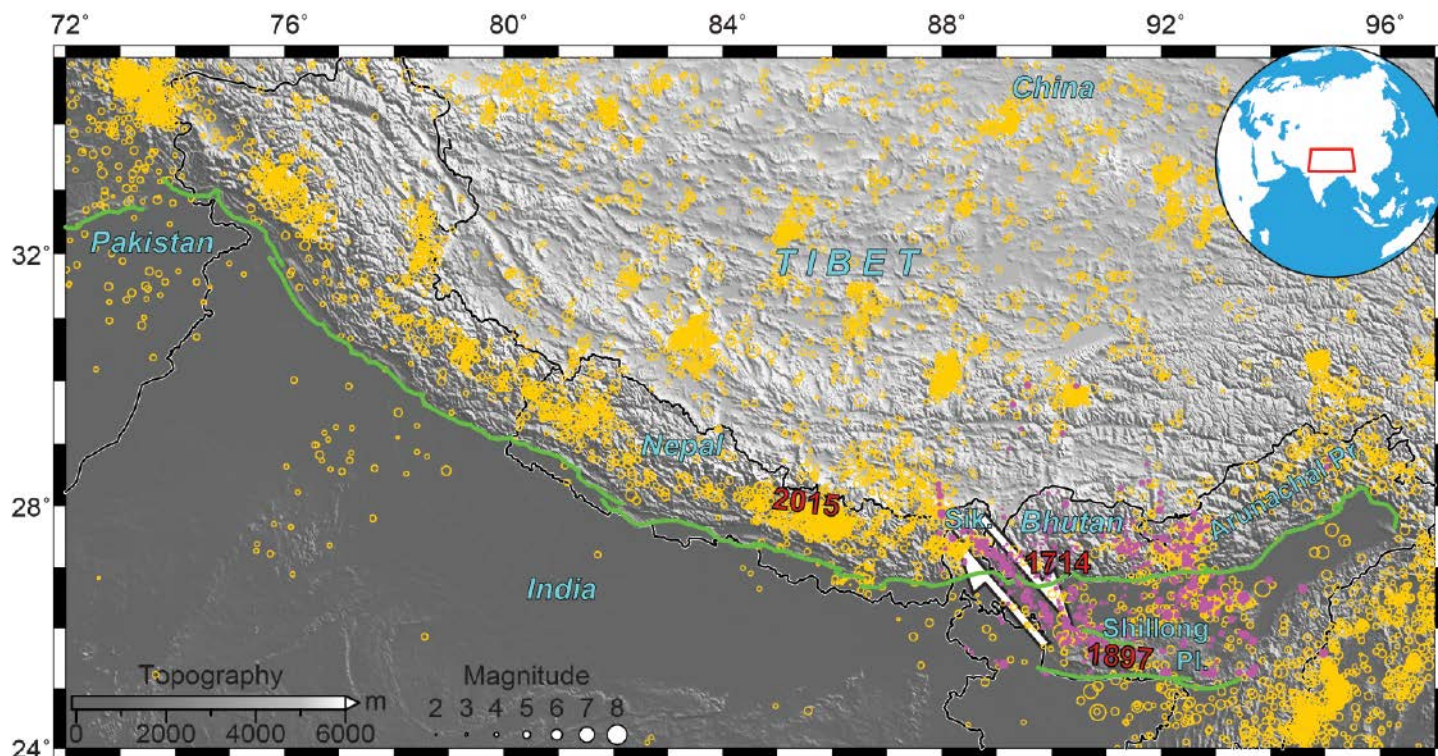 72° 76° 80° 84° 88° 92° 96°
China
Pakistan
32°
TIBET
Nepal
28°
2015
Sik.
Bhutan
Arunachal Pr.
1714
India
Shillong
Pl.
1897
Topography
m
0 2000 4000 6000
Magnitude
2 3 4 5 6 7 8
24°